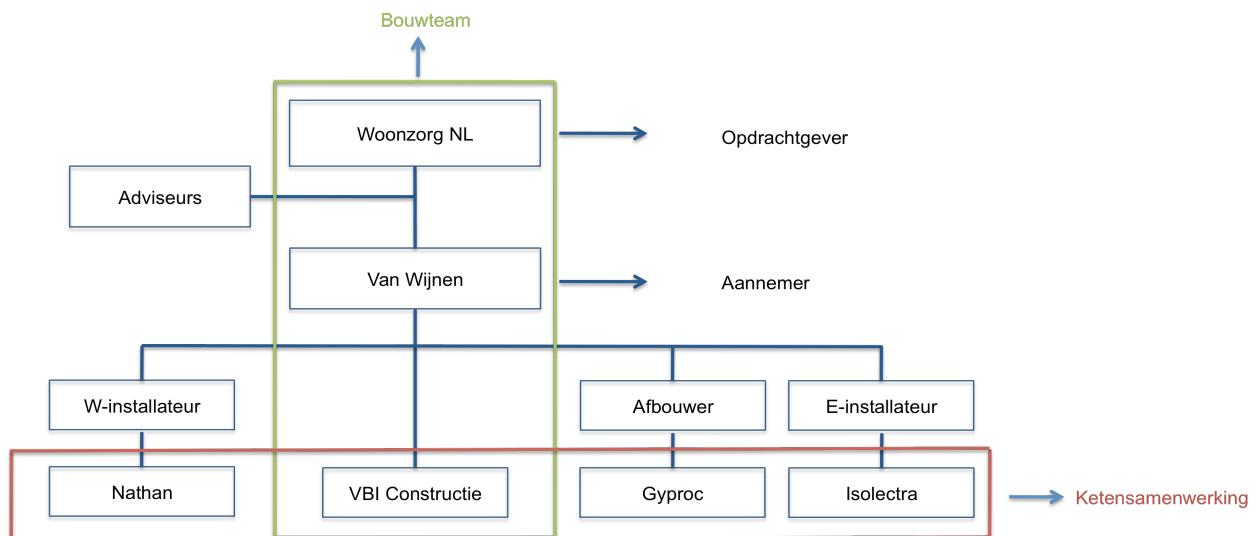 Bouwteam
Woonzorg NL
Opdrachtgever
Adviseurs
Van Wijnen
Aannemer
W-installateur
Afbouwer
E-installateur
Nathan
VBI Constructie
Gyproc
Isolectra
Ketensamenwerking